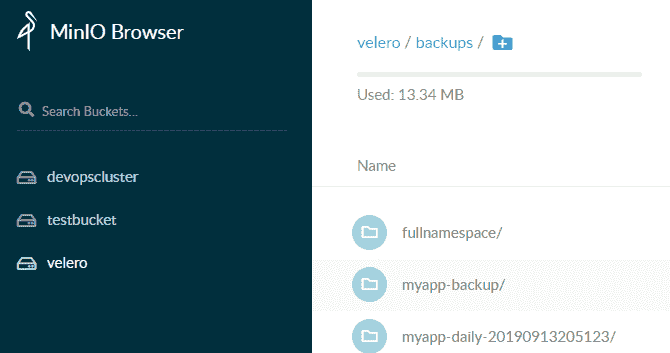 MinIO Browser
Search Buckets...
devopscluster
testbucket
velero
velero / backups /
Used: 13.34 MB
Name
fullnamespace/
myapp-backup/
myapp-daily-20190913205123/